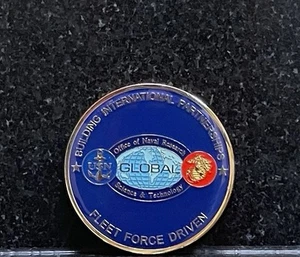 BUILDING INTERNATIONAL PARTNERSHIPS
Office of Naval Research
GLOBAL
Science & Technology
FLEET FORCE DRIVEN